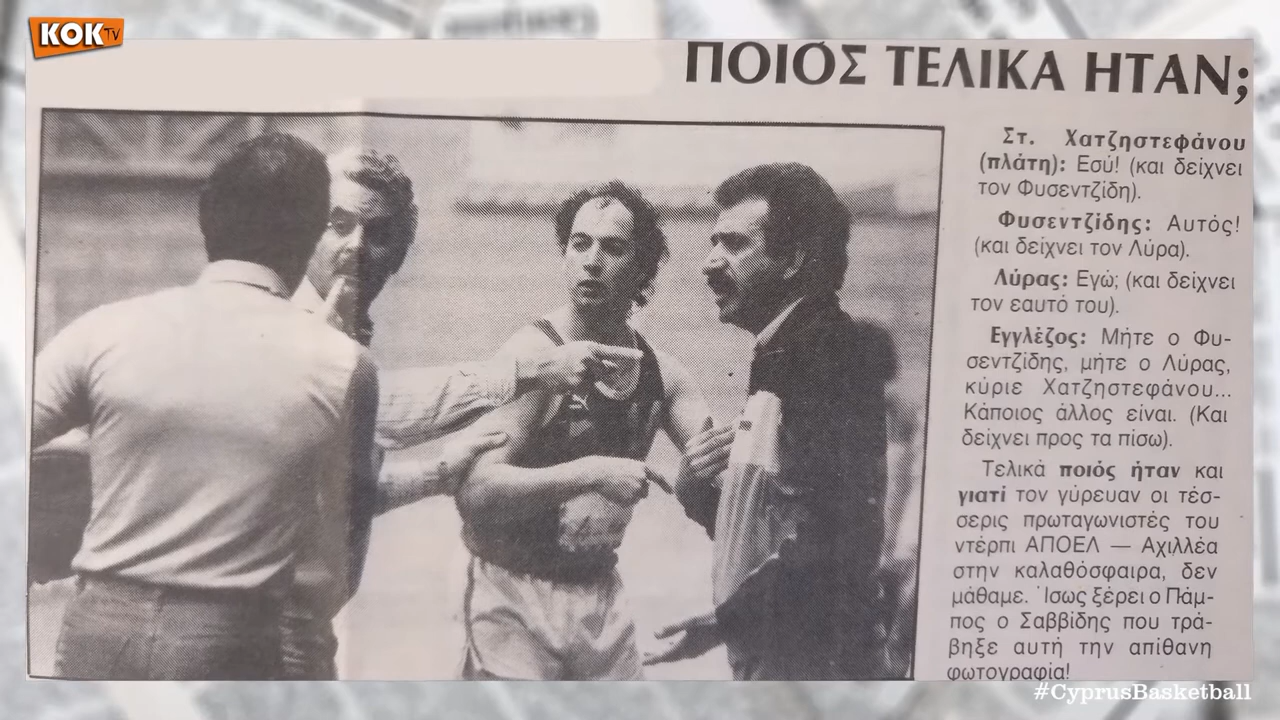 KOK TV
ΠΟΙΟΣ ΤΕΛΙΚΑ ΗΤΑΝ;
Στ. Χατζηστεφάνου
(πλάτη): Εσύ! (και δείχνει
τον Φυσεντζίδη).
Φυσεντζίδης: Αυτός!
(και δείχνει τον Λύρα).
Λύρας: Εγώ; (και δείχνει
τον εαυτό του).
Εγγλέζος: Μήτε ο Φυ-
σεντζίδης, μήτε ο Λύρας,
κύριε Χατζηστεφάνου...
Κάποιος άλλος είναι. (Και
δείχνει προς τα πίσω).
Τελικά ποιός ήταν και
γιατί τον γύρευαν οι τέσ-
σερις πρωταγωνιστές του
ντέρπι ΑΠΟΕΛ — Αχιλλέα
στην καλαθόσφαιρα, δεν
μάθαμε. Ίσως ξέρει ο Πάμ-
πος ο Σαββίδης που τρά-
βηξε αυτή την απίθανη
φωτογραφία!
#CyprusBasketball